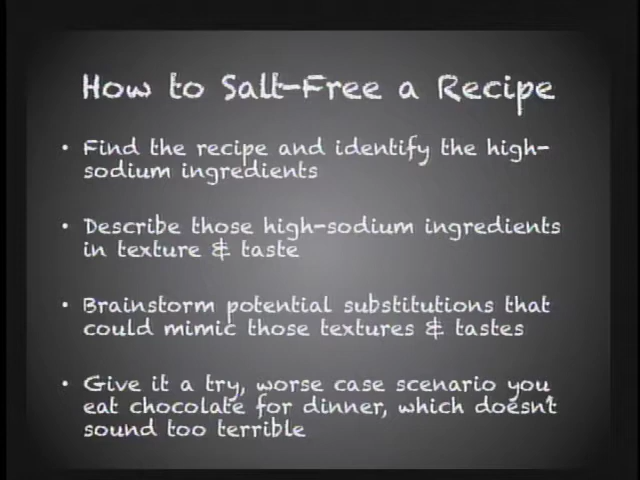 How to Salt-Free a Recipe
• Find the recipe and identify the high-
sodium ingredients
• Describe those high-sodium ingredients
in texture & taste
• Brainstorm potential substitutions that
could mimic those textures & tastes
• Give it a try, worse case scenario you
eat chocolate for dinner, which doesn't
sound too terrible